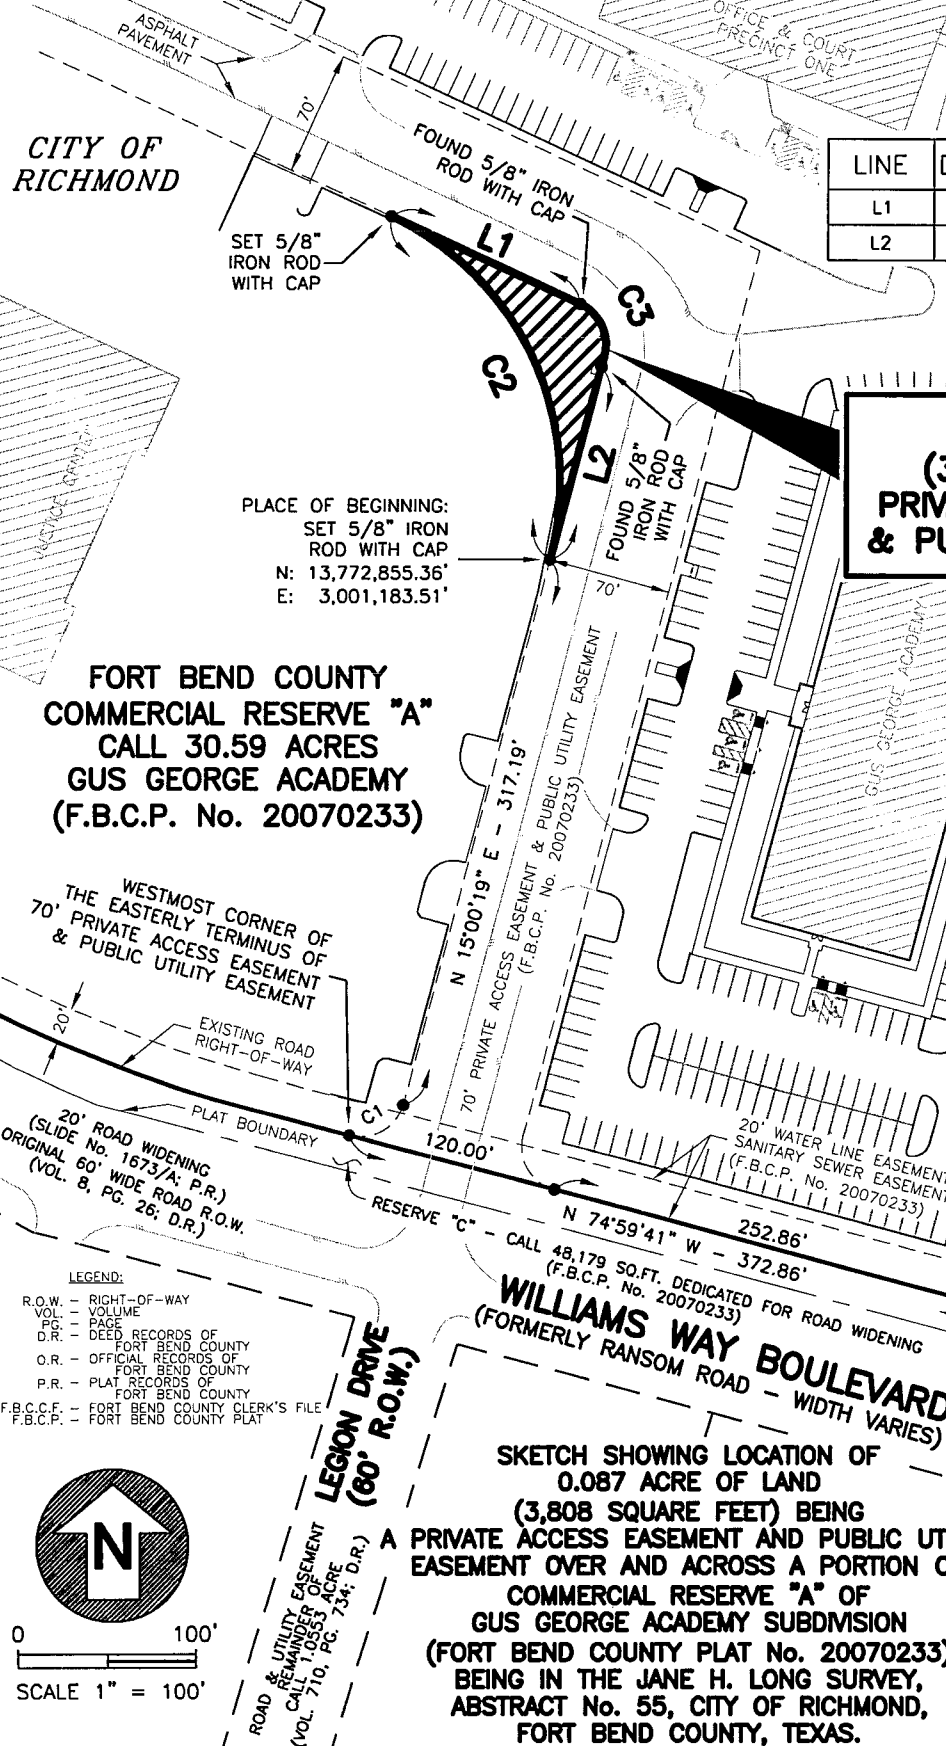 OFFICE & COURT
PRECINCT ONE
ASPHALT
PAVEMENT
70'
CITY OF
RICHMOND
FOUND 5/8" IRON
ROD WITH CAP
LINE
L1
L2
SET 5/8"
IRON ROD
WITH CAP
L1
C3
C2
L2
FOUND 5/8"
IRON ROD
WITH CAP
JUSTICE CENTER
(3
PRIV
& PU
PLACE OF BEGINNING:
SET 5/8" IRON
ROD WITH CAP
N: 13,772,855.36'
E: 3,001,183.51'
70'
GUS GEORGE ACADEMY
FORT BEND COUNTY
COMMERCIAL RESERVE "A"
CALL 30.59 ACRES
GUS GEORGE ACADEMY
(F.B.C.P. No. 20070233)
N 15°00'19" E - 317.19'
70' PRIVATE ACCESS EASEMENT & PUBLIC UTILITY EASEMENT
(F.B.C.P. No. 20070233)
WESTMOST CORNER OF
THE EASTERLY TERMINUS OF
70' PRIVATE ACCESS EASEMENT
& PUBLIC UTILITY EASEMENT
20'
EXISTING ROAD
RIGHT-OF-WAY
C1
PLAT BOUNDARY
120.00'
20' ROAD WIDENING
(SLIDE No. 1673/A; P.R.)
ORIGINAL 60' WIDE ROAD R.O.W.
(VOL. 8, PG. 26; D.R.)
20' WATER LINE EASEMENT
SANITARY SEWER EASEMENT
(F.B.C.P. No. 20070233)
N 74°59'41" W - 372.86'
252.86'
RESERVE "C" - CALL 48,179 SQ.FT. DEDICATED FOR ROAD WIDENING
(F.B.C.P. No. 20070233)
WILLIAMS WAY BOULEVARD
(FORMERLY RANSOM ROAD - WIDTH VARIES)
LEGEND:
R.O.W. - RIGHT-OF-WAY
VOL. - VOLUME
PG. - PAGE
D.R. - DEED RECORDS OF
FORT BEND COUNTY
O.R. - OFFICIAL RECORDS OF
FORT BEND COUNTY
P.R. - PLAT RECORDS OF
FORT BEND COUNTY
F.B.C.C.F. - FORT BEND COUNTY CLERK'S FILE
F.B.C.P. - FORT BEND COUNTY PLAT
LEGION DRIVE
(60' R.O.W.)
ROAD & UTILITY EASEMENT
REMAINDER OF
CALL 1.0553 ACRE
(VOL. 710, PG. 734; D.R.)
N
0 100'
SCALE 1" = 100'
SKETCH SHOWING LOCATION OF
0.087 ACRE OF LAND
(3,808 SQUARE FEET) BEING
A PRIVATE ACCESS EASEMENT AND PUBLIC UT
EASEMENT OVER AND ACROSS A PORTION O
COMMERCIAL RESERVE "A" OF
GUS GEORGE ACADEMY SUBDIVISION
(FORT BEND COUNTY PLAT No. 20070233)
BEING IN THE JANE H. LONG SURVEY,
ABSTRACT No. 55, CITY OF RICHMOND,
FORT BEND COUNTY, TEXAS.